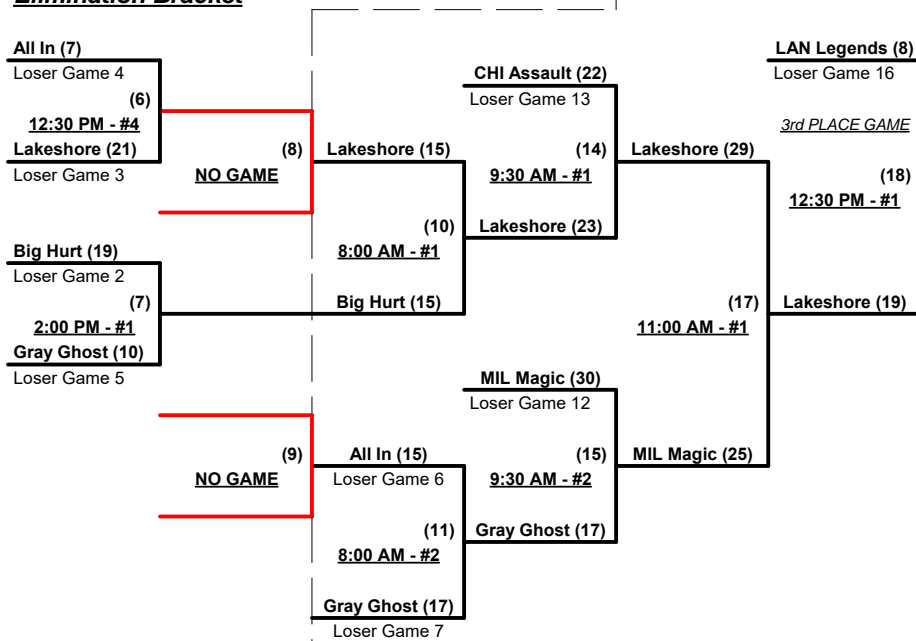 Elimination Bracket
All In (7)
Loser Game 4
(6)
12:30 PM - #4
Lakeshore (21)
Loser Game 3
(8)
NO GAME
Big Hurt (19)
Loser Game 2
(7)
2:00 PM - #1
Gray Ghost (10)
Loser Game 5
(9)
NO GAME
Lakeshore (15)
(10)
8:00 AM - #1
Big Hurt (15)
All In (15)
Loser Game 6
(11)
8:00 AM - #2
Gray Ghost (17)
Loser Game 7
CHI Assault (22)
Loser Game 13
(14)
9:30 AM - #1
Lakeshore (23)
MIL Magic (30)
Loser Game 12
(15)
9:30 AM - #2
Gray Ghost (17)
Lakeshore (29)
(17)
11:00 AM - #1
MIL Magic (25)
LAN Legends (8)
Loser Game 16
3rd PLACE GAME
(18)
12:30 PM - #1
Lakeshore (19)